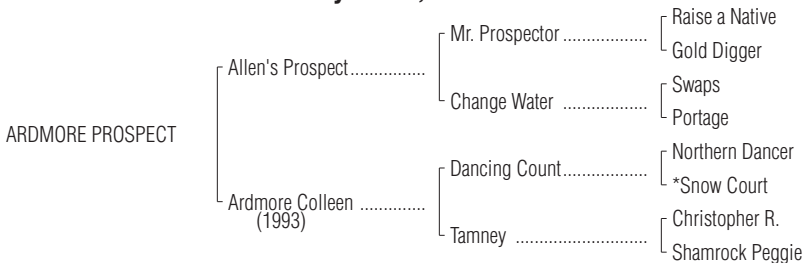 Raise a Native
Mr. Prospector ..................
Gold Digger
Allen's Prospect................
Swaps
Change Water ..................
Portage
ARDMORE PROSPECT
Northern Dancer
Dancing Count..................
*Snow Court
Ardmore Colleen ..............
(1993)
Christopher R.
Tamney ............................
Shamrock Peggie